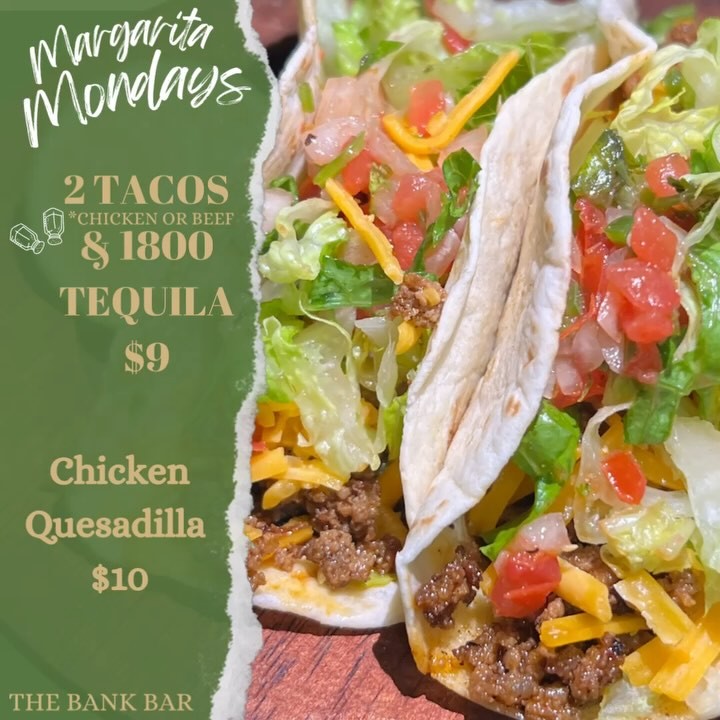 Margarita
Mondays
2 TACOS
*CHICKEN OR BEEF
& 1800
TEQUILA
$9
Chicken
Quesadilla
$10
THE BANK BAR